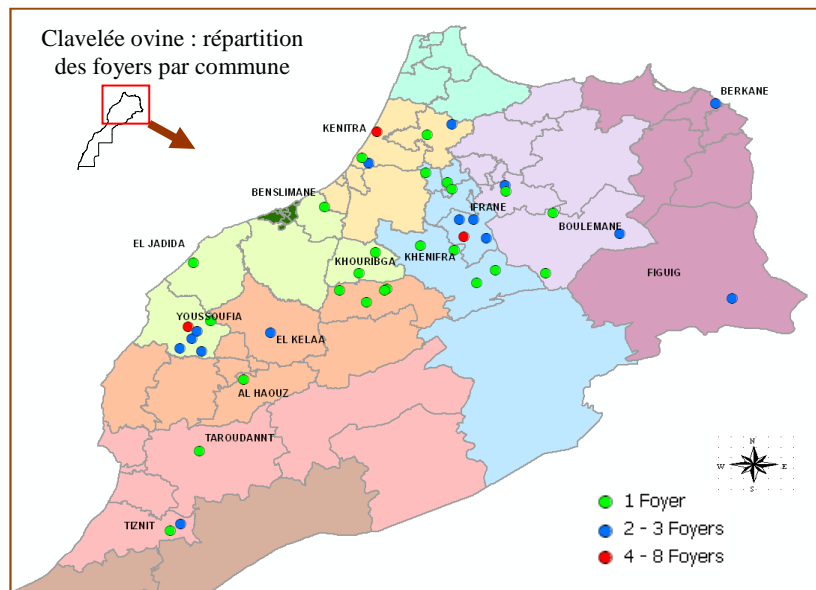 Clavelée ovine : répartition
des foyers par commune
BERKANE
KENITRA
BENSLIMANE
IFRANE
EL JADIDA
BOULEMANE
KHOURIBGA
KHENIFRA
FIGUIG
YOUSSOUFIA
EL KELAA
AL HAOUZ
TAROUDANNT
N
W
E
S
TIZNIT
1 Foyer
2 - 3 Foyers
4 - 8 Foyers